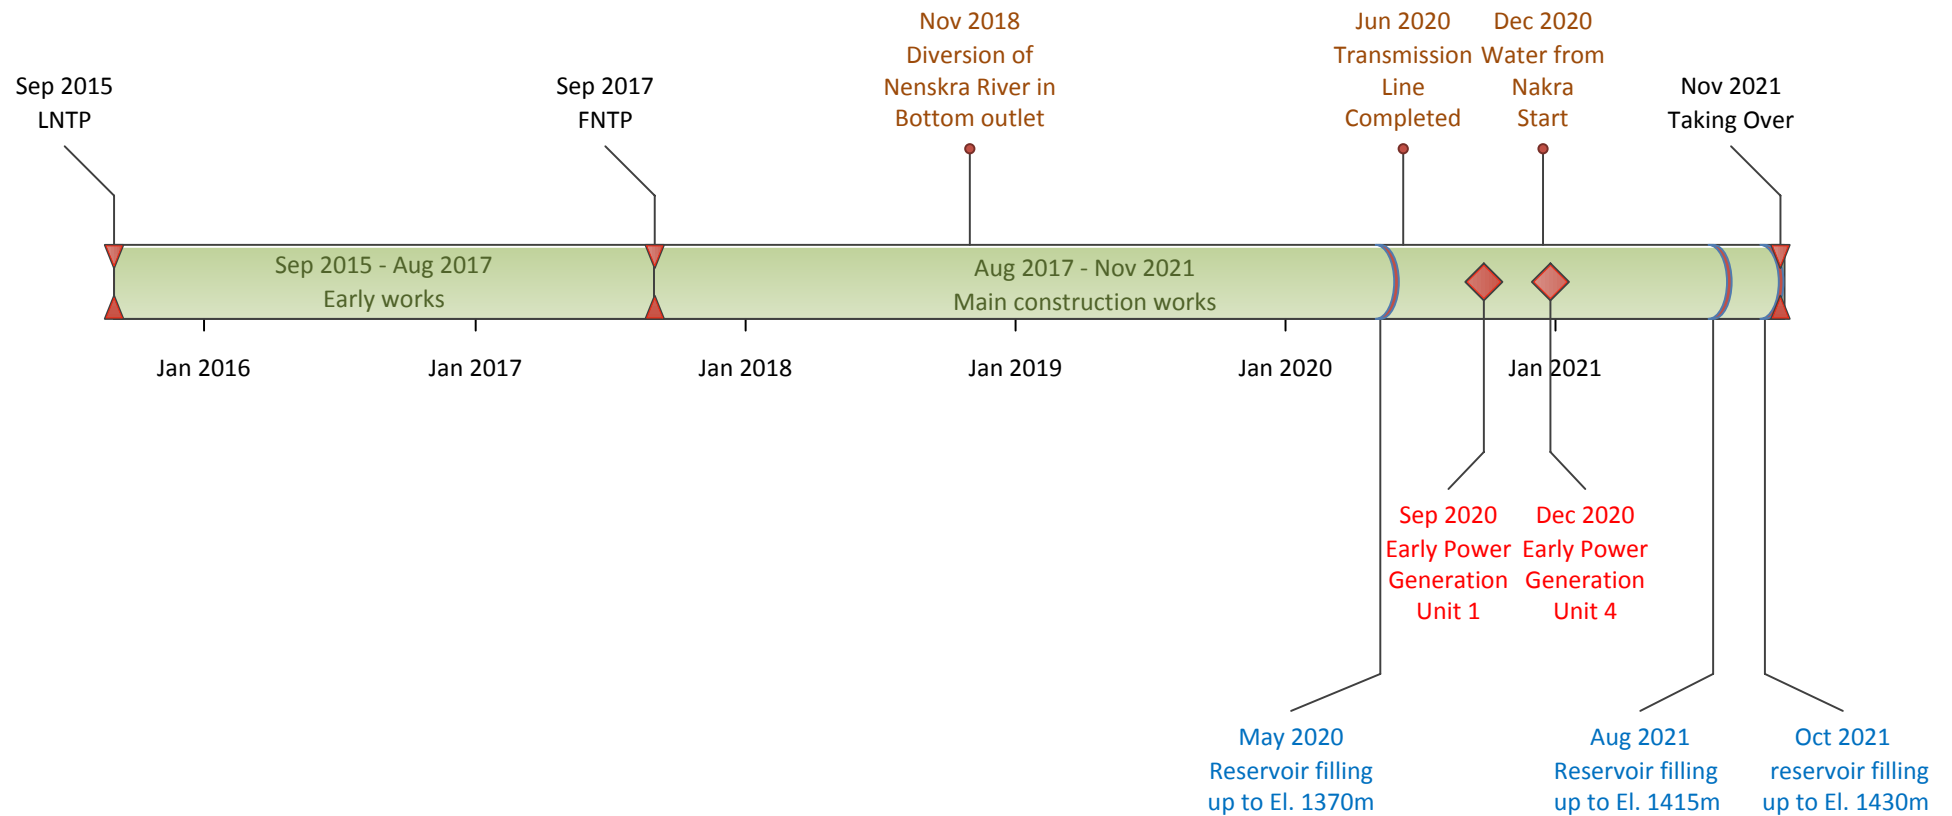 Sep 2015
LNTP
Sep 2017
FNTP
Nov 2018
Diversion of
Nenskra River in
Bottom outlet
Jun 2020
Transmission
Line
Completed
Dec 2020
Water from
Nakra
Start
Nov 2021
Taking Over
Sep 2015 - Aug 2017
Early works
Aug 2017 - Nov 2021
Main construction works
Jan 2016
Jan 2017
Jan 2018
Jan 2019
Jan 2020
Jan 2021
Sep 2020
Early Power
Generation
Unit 1
Dec 2020
Early Power
Generation
Unit 4
May 2020
Reservoir filling
up to El. 1370m
Aug 2021
Reservoir filling
up to El. 1415m
Oct 2021
reservoir filling
up to El. 1430m